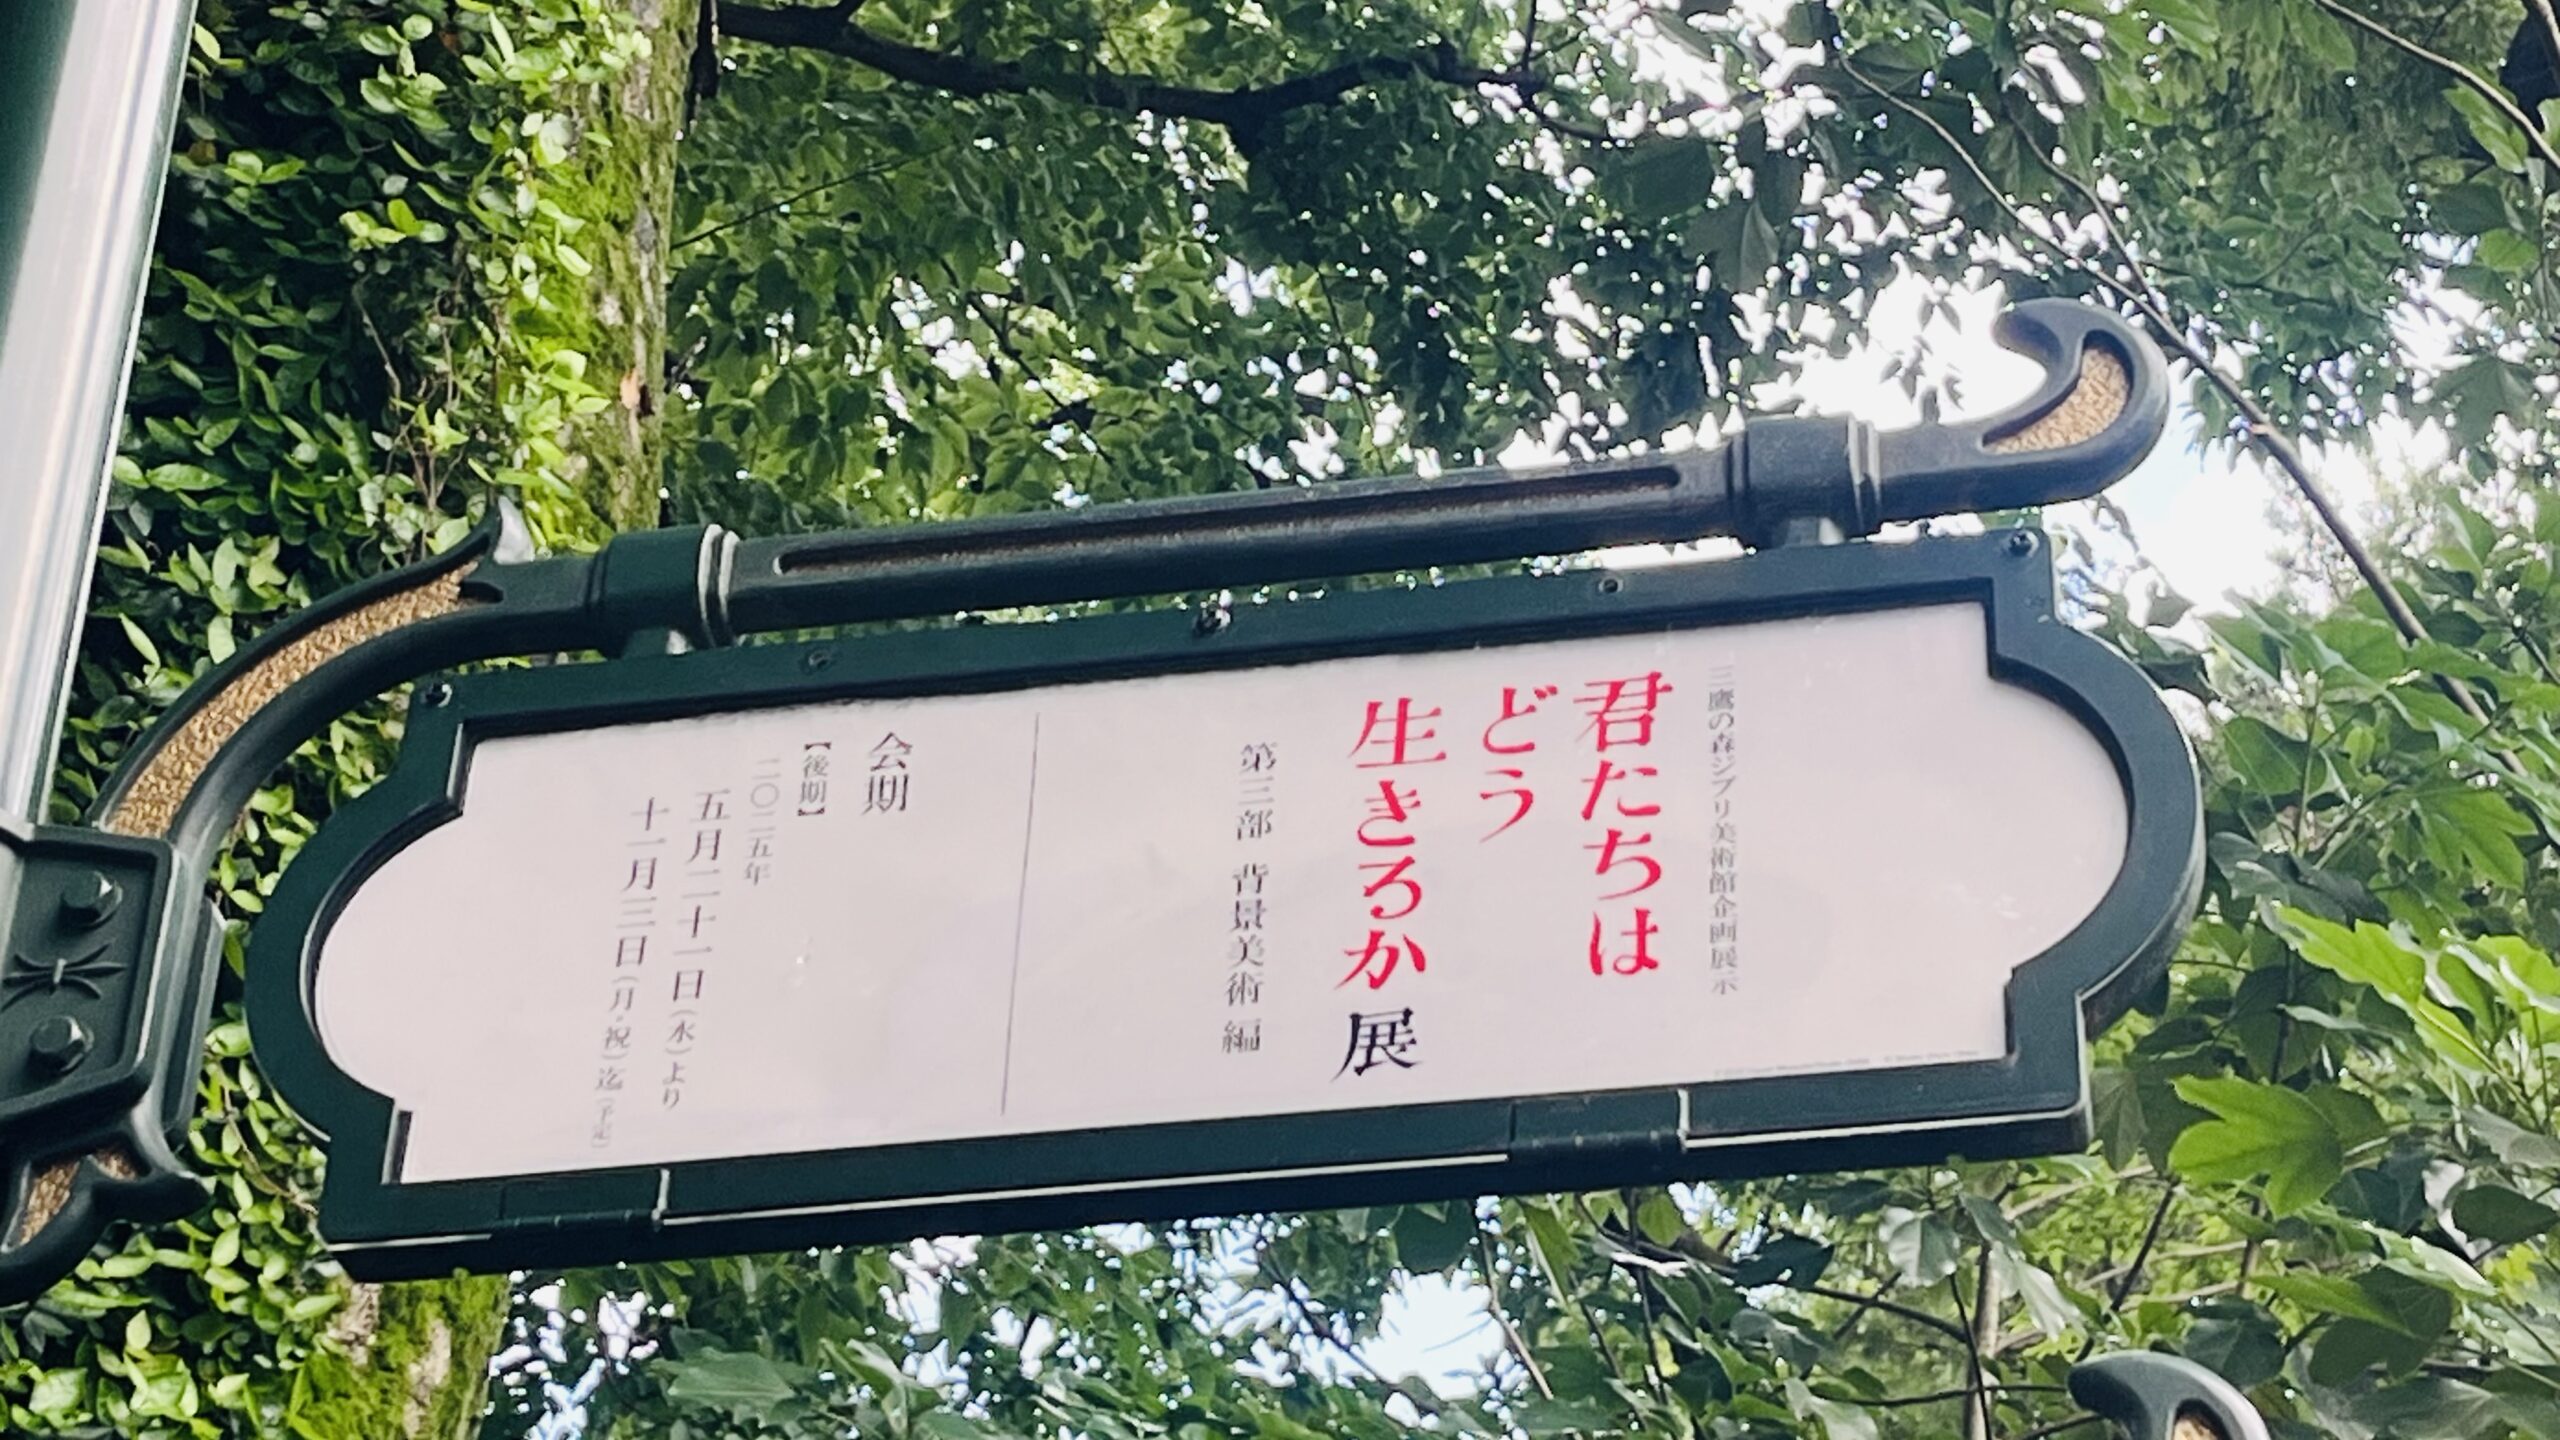 三鷹の森ジブリ美術館企画展示
君たちは
どう
生きるか 展
第三部 背景美術 編
会期
【後期】
二〇二五年
五月二十一日(水)より
十一月三日(月・祝)迄(予定)